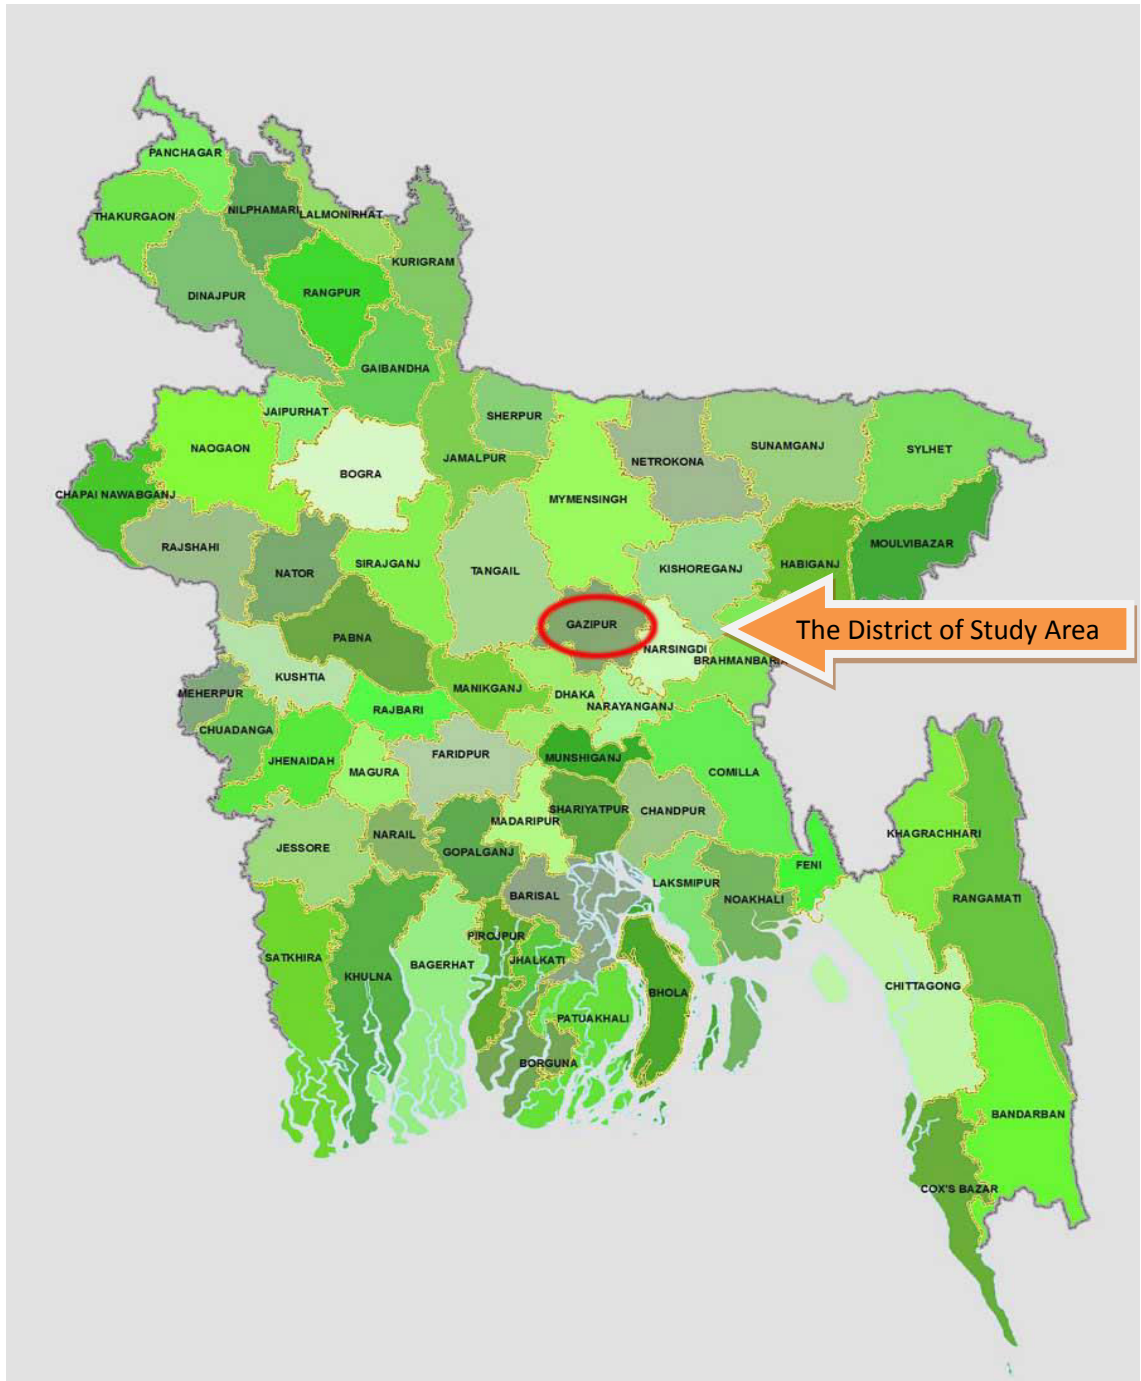 PANCHAGAR
THAKURGAON
NILPHAMARI
LALMONIRHAT
KURIGRAM
DINAJPUR
RANGPUR
GAIBANDHA
JAIPURHAT
SHERPUR
NAOGAON
BOGRA
JAMALPUR
NETROKONA
SUNAMGANJ
SYLHET
CHAPAI NAWABGANJ
MYMENSINGH
RAJSHAHI
NATOR
SIRAJGANJ
TANGAIL
KISHOREGANJ
HABIGANJ
MOULVIBAZAR
GAZIPUR
The District of Study Area
PABNA
NARSINGDI
BRAHMANBARIA
KUSHTIA
MEHERPUR
MANIKGANJ
DHAKA
NARAYANGANJ
RAJBARI
CHUADANGA
JHENAIDAH
MAGURA
FARIDPUR
MUNSHIGANJ
COMILLA
SHARIYATPUR
CHANDPUR
MADARIPUR
KHAGRACHHARI
NARAIL
JESSORE
GOPALGANJ
FENI
LAKSMIPUR
BARISAL
NOAKHALI
RANGAMATI
PIROJPUR
SATKHIRA
KHULNA
BAGERHAT
JHALKATI
BHOLA
CHITTAGONG
PATUAKHALI
BORGUNA
BANDARBAN
COX'S BAZAR